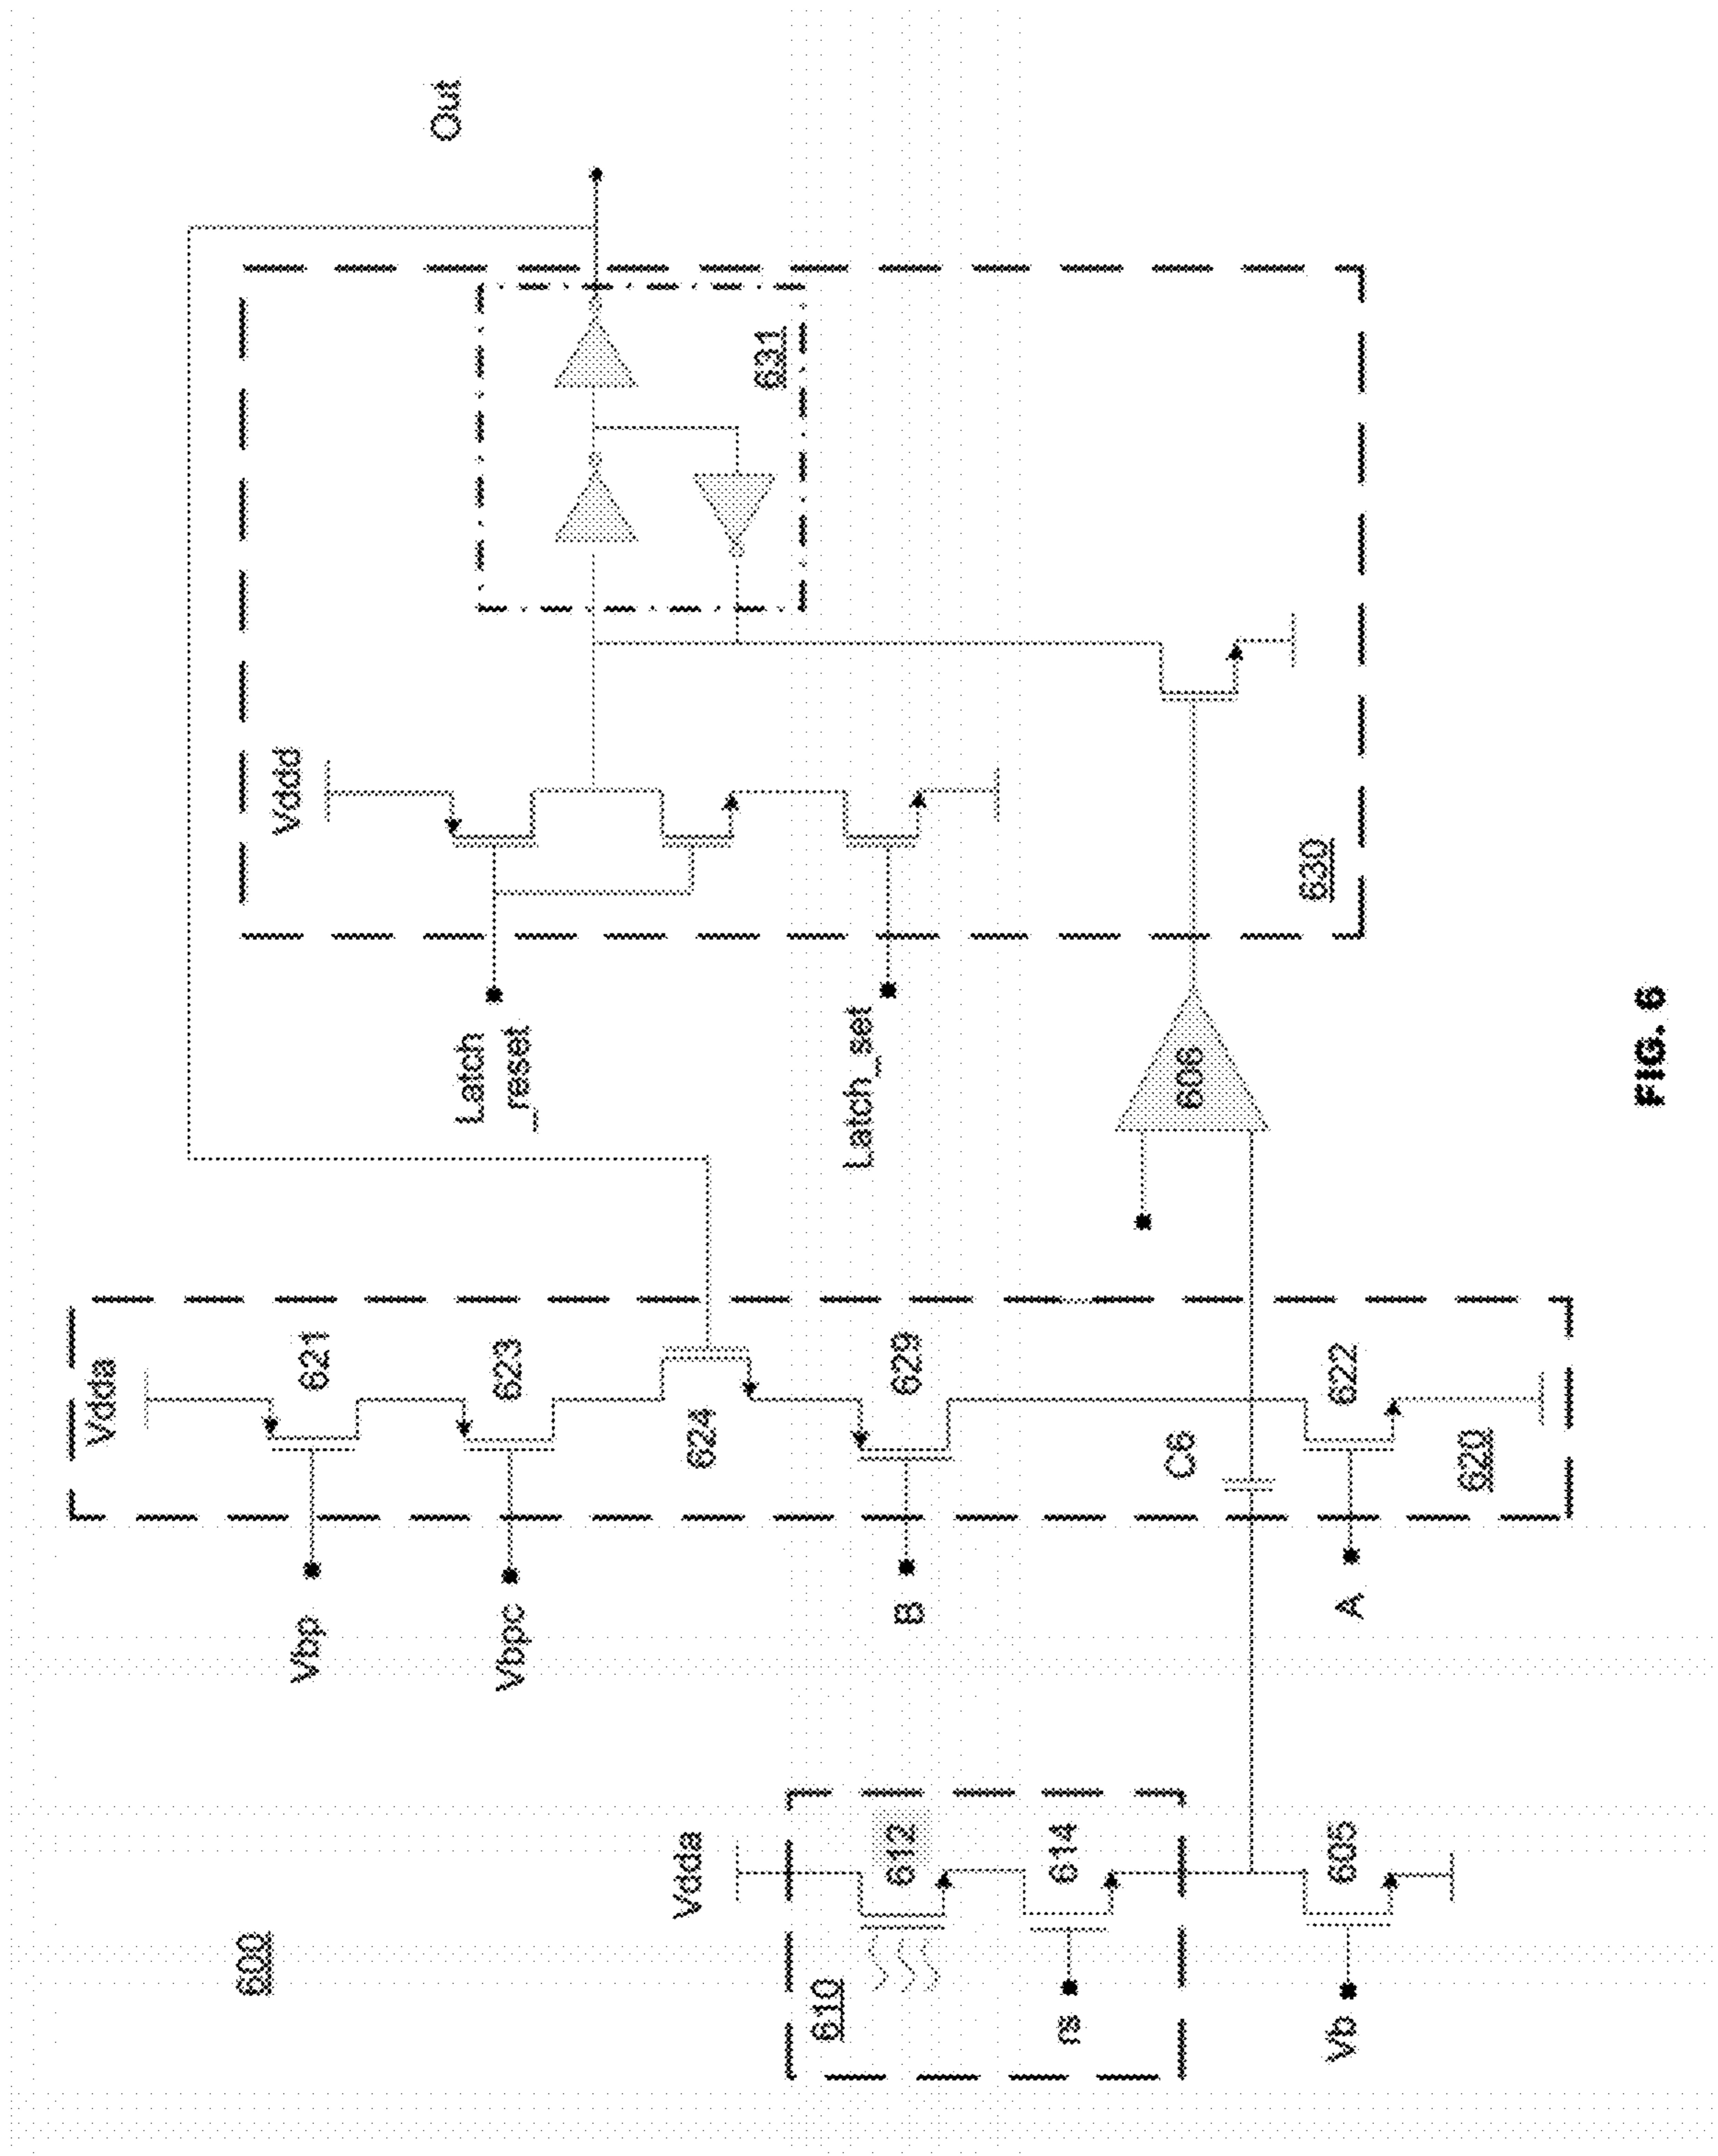 600
Vdda
610
612
rs
614
Vb
605
Vdda
Vbp
621
Vbpc
623
624
B
629
C6
A
622
620
Latch
_reset
Latch_set
606
Vddd
630
631
Out
FIG. 6